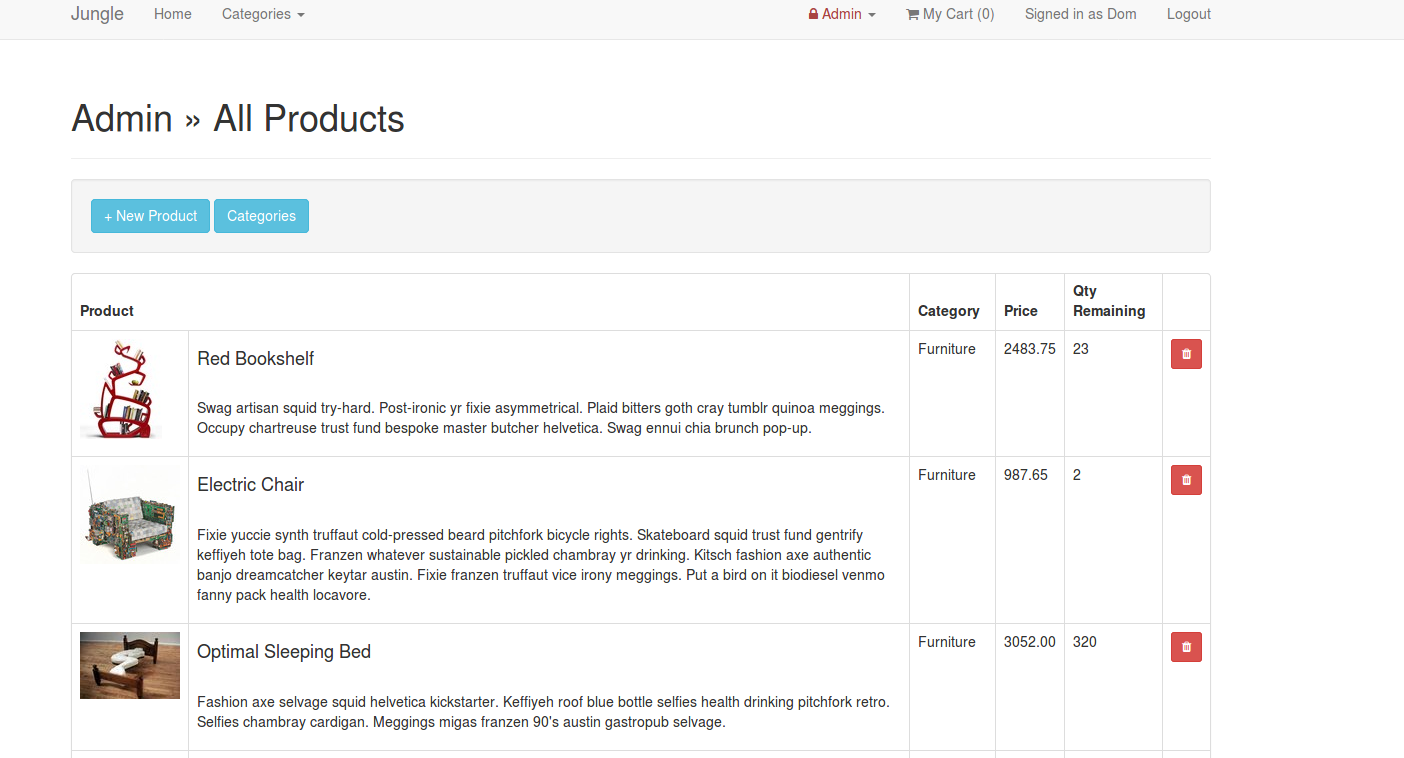 Jungle Home Categories Admin My Cart (0) Signed in as Dom Logout
Admin » All Products
+ New Product Categories
Product Category Price Qty Remaining
Red Bookshelf Furniture 2483.75 23
Swag artisan squid try-hard. Post-ironic yr fixie asymmetrical. Plaid bitters goth cray tumblr quinoa meggings.
Occupy chartreuse trust fund bespoke master butcher helvetica. Swag ennui chia brunch pop-up.
Electric Chair Furniture 987.65 2
Fixie yuccie synth truffaut cold-pressed beard pitchfork bicycle rights. Skateboard squid trust fund gentrify
keffiyeh tote bag. Franzen whatever sustainable pickled chambray yr drinking. Kitsch fashion axe authentic
banjo dreamcatcher keytar austin. Fixie franzen truffaut vice irony meggings. Put a bird on it biodiesel venmo
fanny pack health locavore.
Optimal Sleeping Bed Furniture 3052.00 320
Fashion axe selvage squid helvetica kickstarter. Keffiyeh roof blue bottle selfies health drinking pitchfork retro.
Selfies chambray cardigan. Meggings migas franzen 90's austin gastropub selvage.